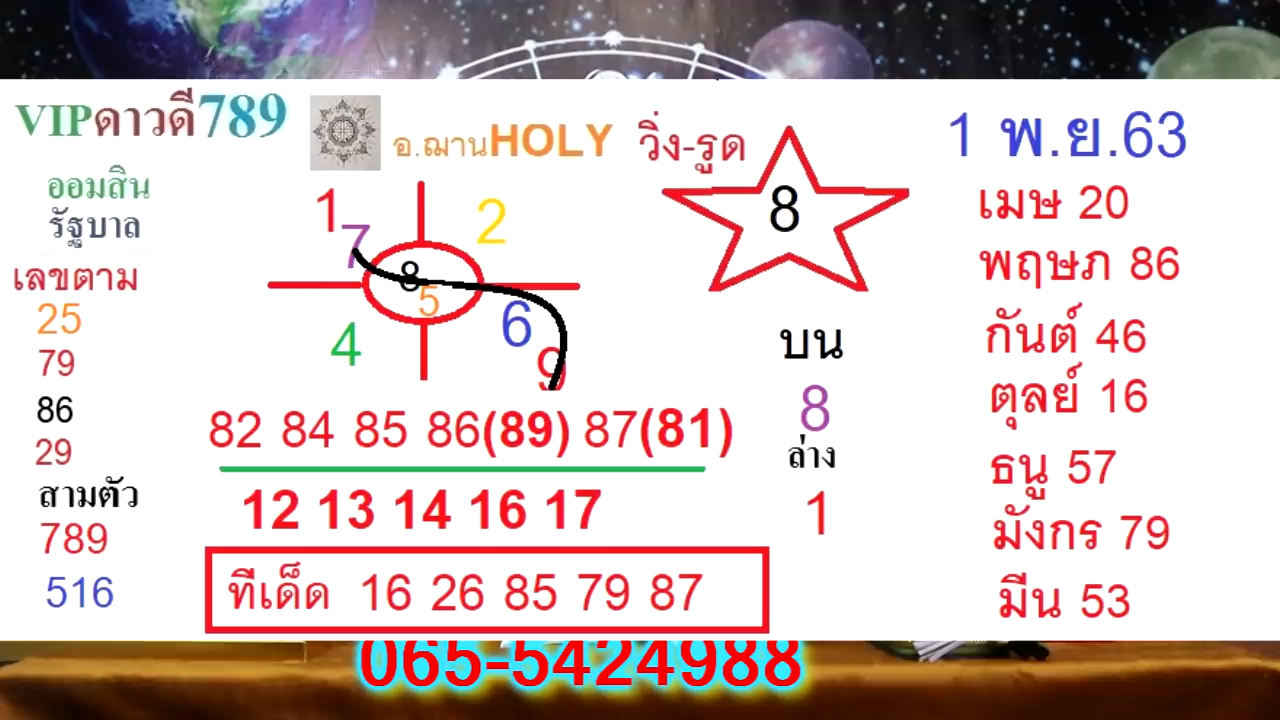 VIPดาวดี789
อ.ฌานHOLY
วิ่ง-รูด
1 พ.ย.63
ออมสิน
รัฐบาล
เลขตาม
25
79
86
29
สามตัว
789
516
1
7
2
8
5
4
6
9
82 84 85 86(89) 87(81)
12 13 14 16 17
ทีเด็ด 16 26 85 79 87
8
บน
8
ล่าง
1
เมษ 20
พฤษภ 86
กันต์ 46
ตุลย์ 16
ธนู 57
มังกร 79
มีน 53
065-5424988